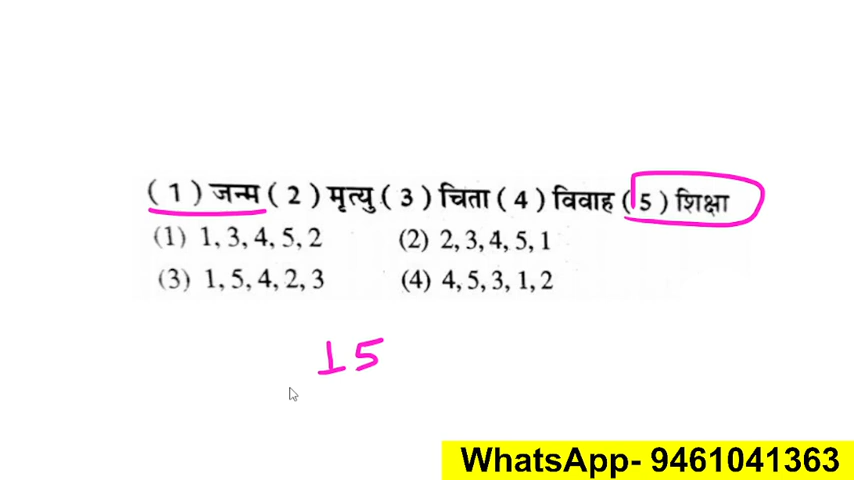 ( 1 ) जन्म ( 2 ) मृत्यु ( 3 ) चिता ( 4 ) विवाह ( 5 ) शिक्षा
(1) 1, 3, 4, 5, 2 (2) 2, 3, 4, 5, 1
(3) 1, 5, 4, 2, 3 (4) 4, 5, 3, 1, 2
15
WhatsApp- 9461041363